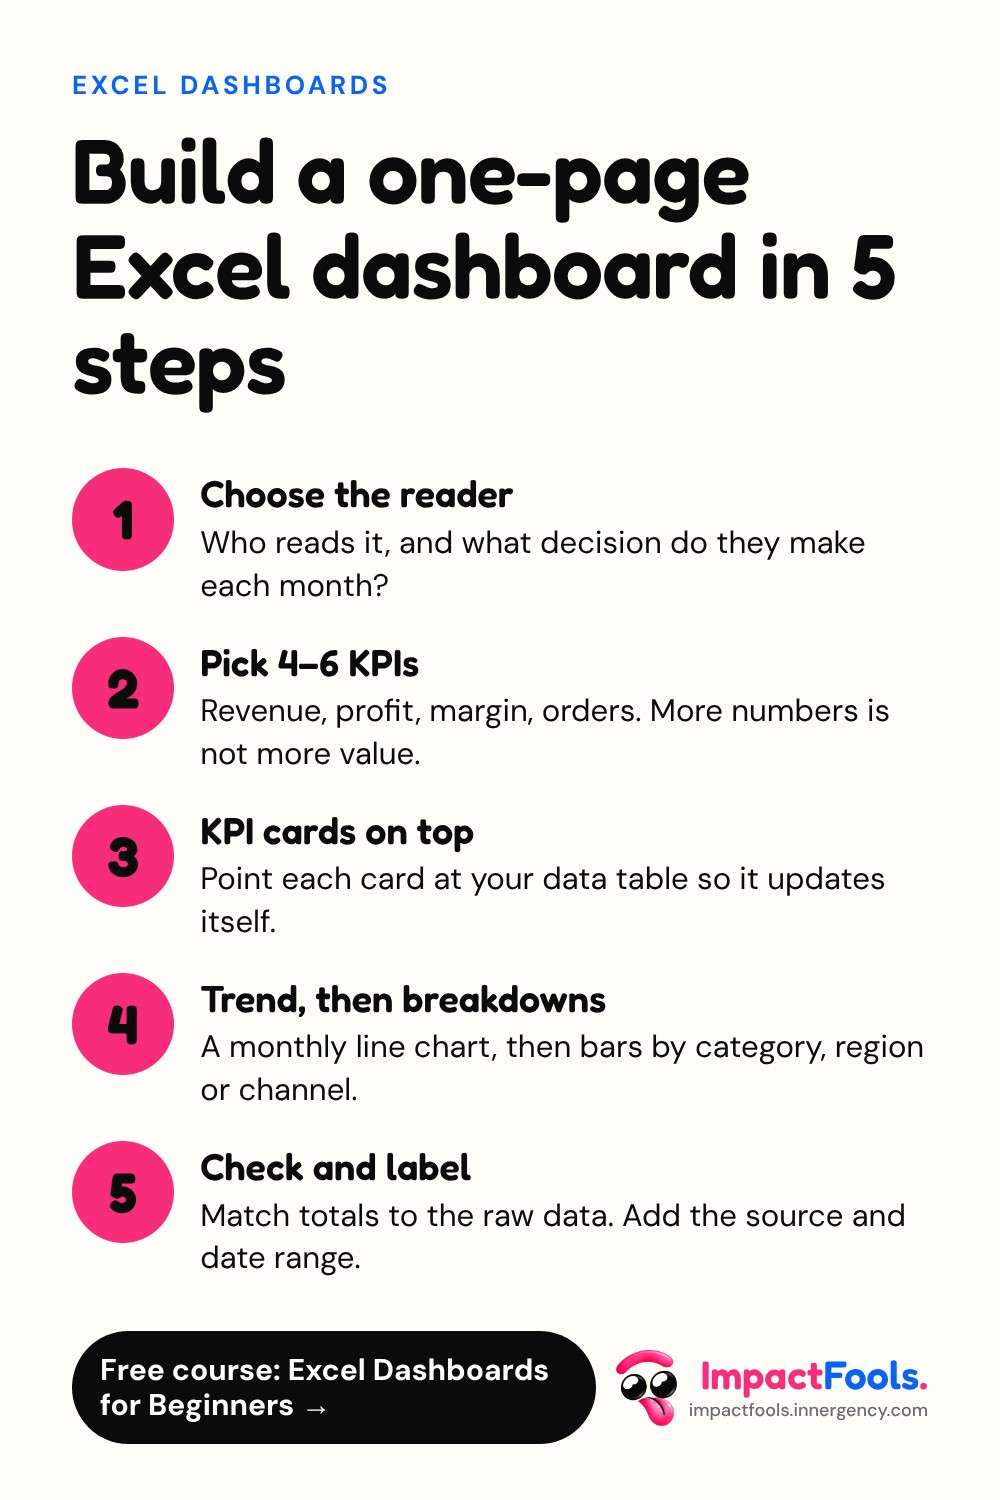 EXCEL DASHBOARDS
Build a one-page
Excel dashboard in 5
steps
1
Choose the reader
Who reads it, and what decision do they make
each month?
2
Pick 4–6 KPIs
Revenue, profit, margin, orders. More numbers is
not more value.
3
KPI cards on top
Point each card at your data table so it updates
itself.
4
Trend, then breakdowns
A monthly line chart, then bars by category, region
or channel.
5
Check and label
Match totals to the raw data. Add the source and
date range.
Free course: Excel Dashboards
for Beginners →
ImpactFools.
impactfools.innergency.com